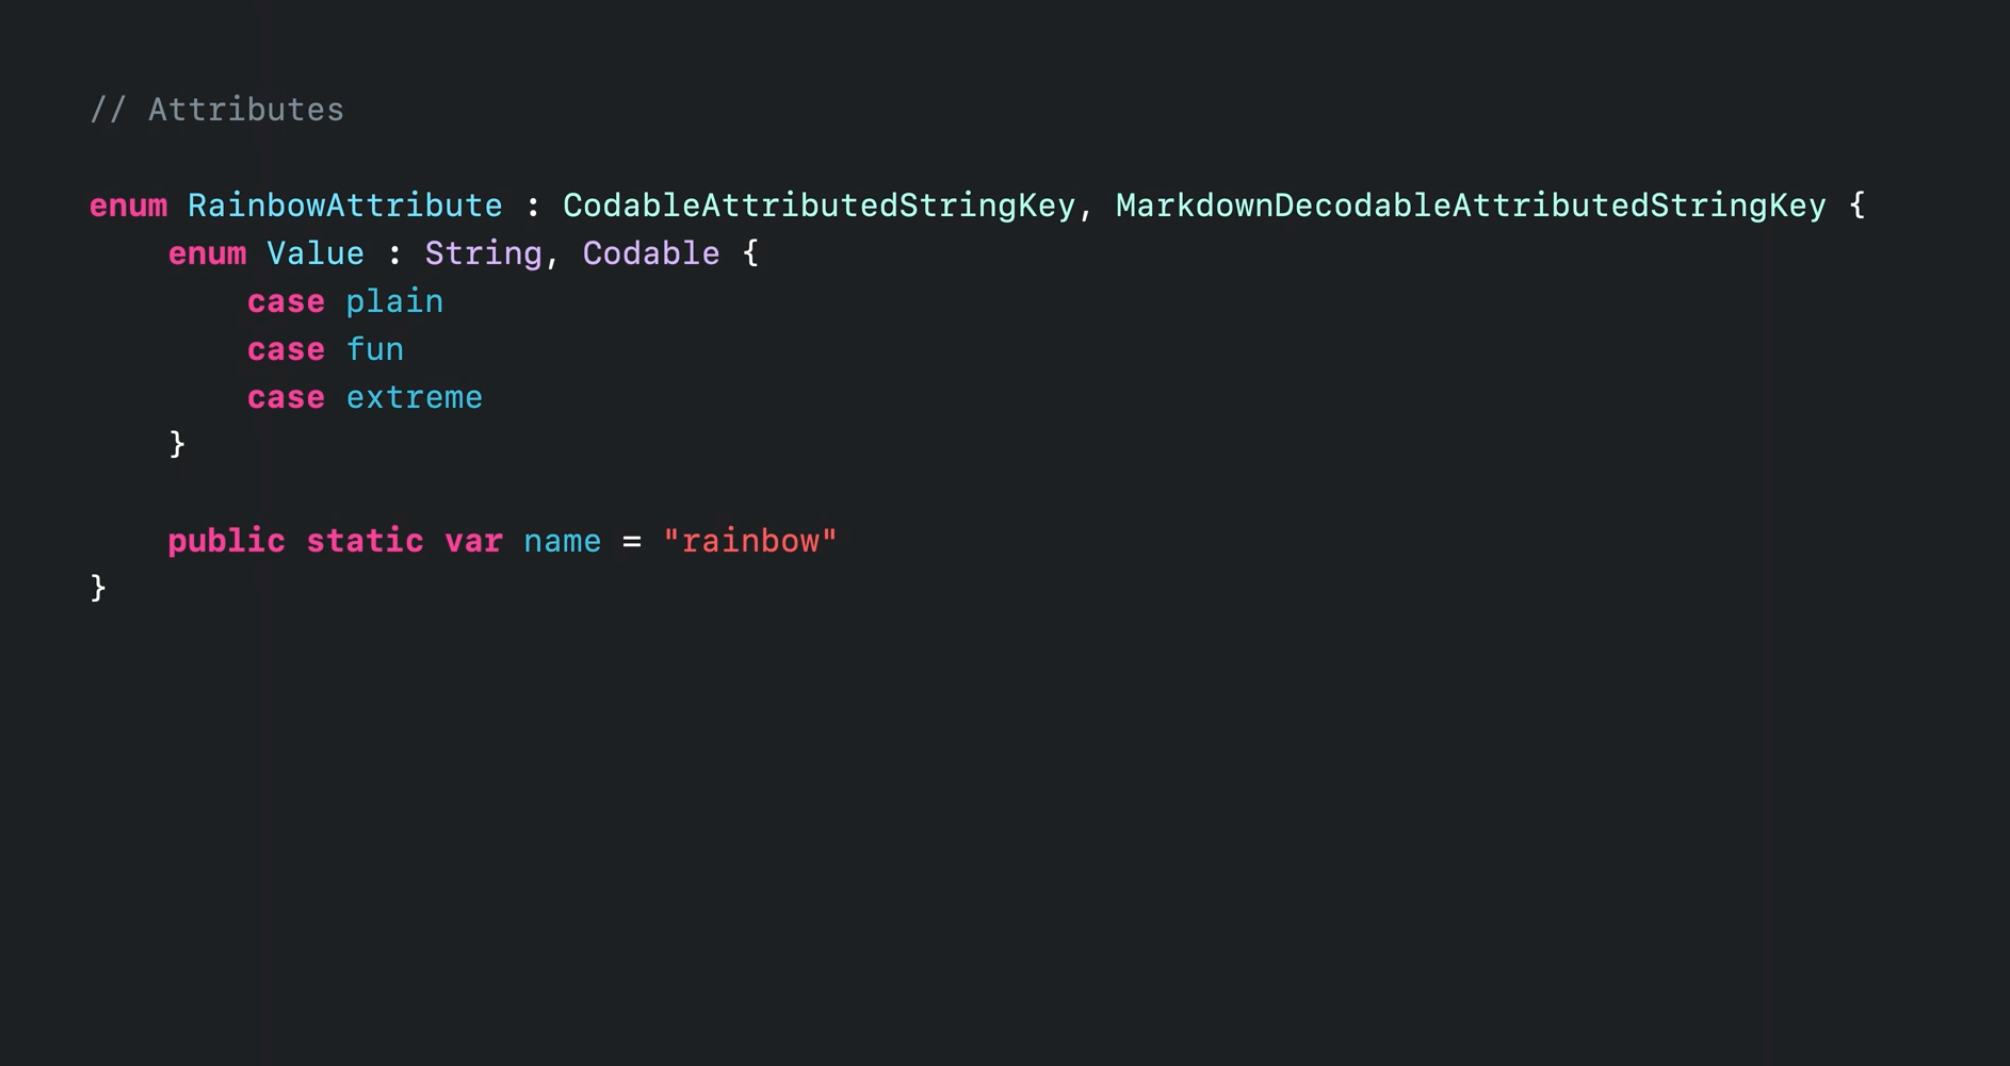 // Attributes
enum RainbowAttribute : CodableAttributedStringKey, MarkdownDecodableAttributedStringKey {
    enum Value : String, Codable {
        case plain
        case fun
        case extreme
    }
    public static var name = "rainbow"
}